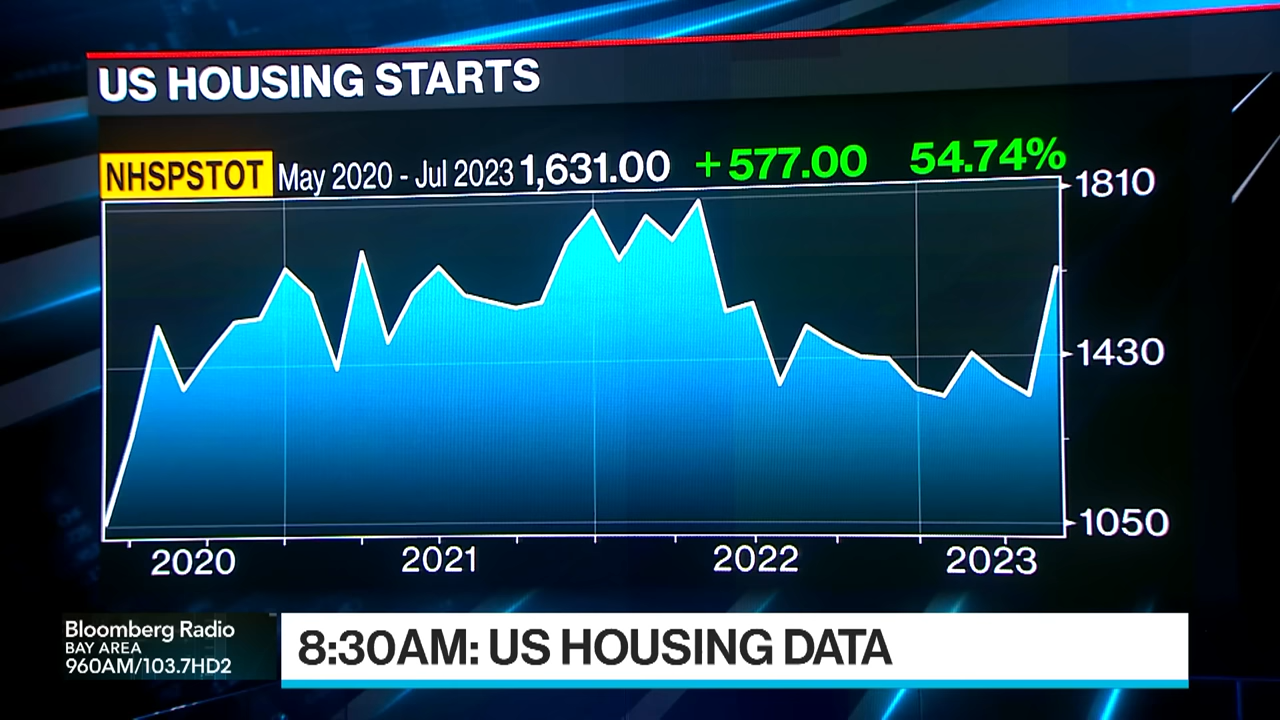 US HOUSING STARTS
NHSPSTOT May 2020 - Jul 2023 1,631.00 +577.00 54.74%
1810
1430
1050
2020 2021 2022 2023
Bloomberg Radio
BAY AREA
960AM/103.7HD2
8:30AM: US HOUSING DATA